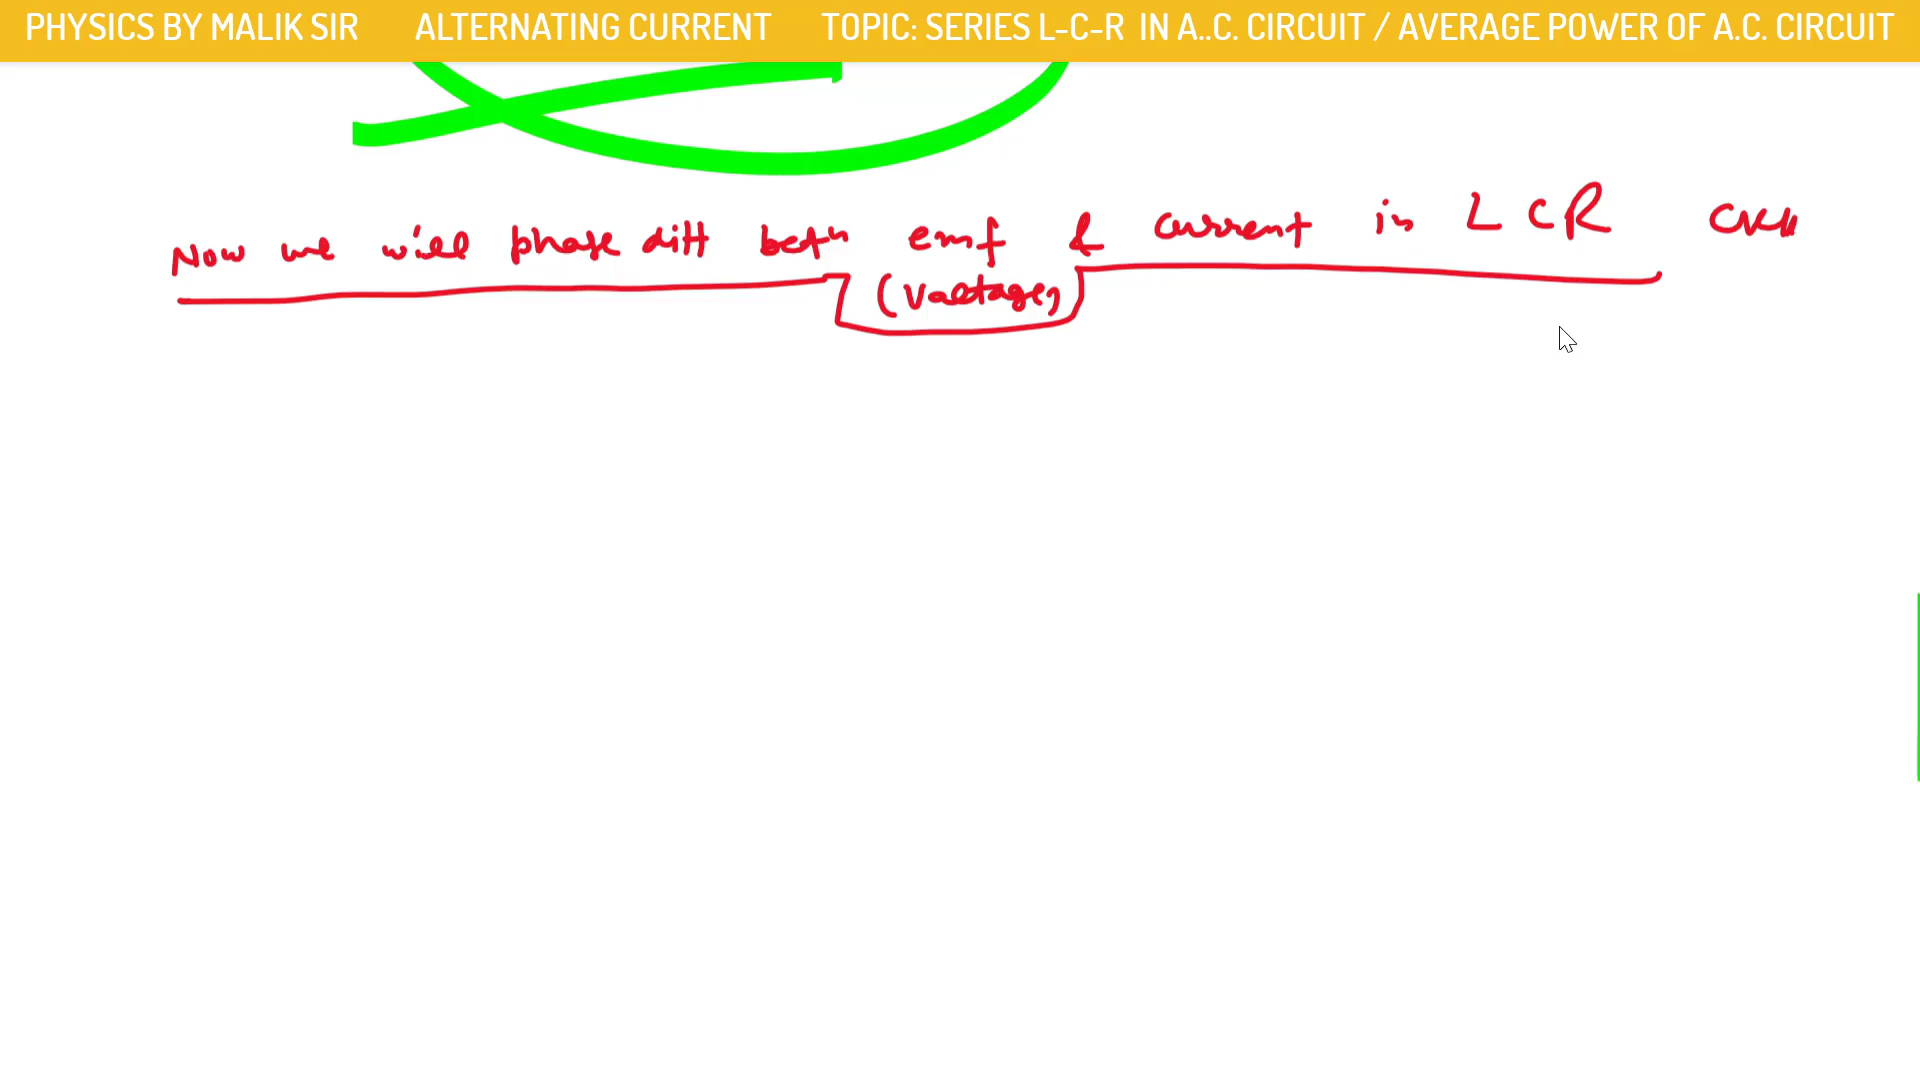 PHYSICS BY MALIK SIR ALTERNATING CURRENT TOPIC: SERIES L-C-R IN A..C. CIRCUIT / AVERAGE POWER OF A.C. CIRCUIT
Now we will phase diff betn emf & current in LCR
(Voltage)